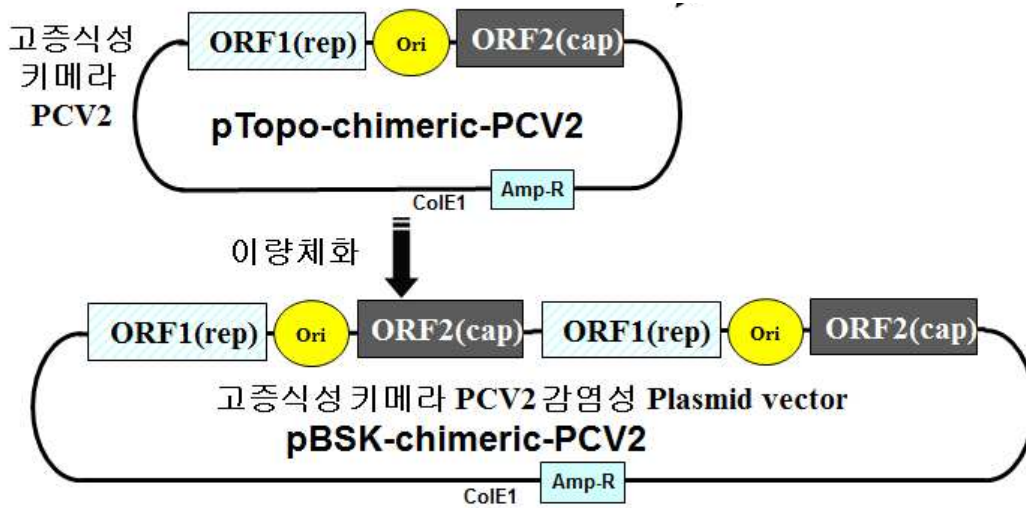 고증식성
키메라
PCV2
ORF1(rep)
Ori
ORF2(cap)
pTopo-chimeric-PCV2
ColE1
Amp-R
이량체화
ORF1(rep)
Ori
ORF2(cap)
ORF1(rep)
Ori
ORF2(cap)
고증식성 키메라 PCV2 감염성 Plasmid vector
pBSK-chimeric-PCV2
ColE1
Amp-R